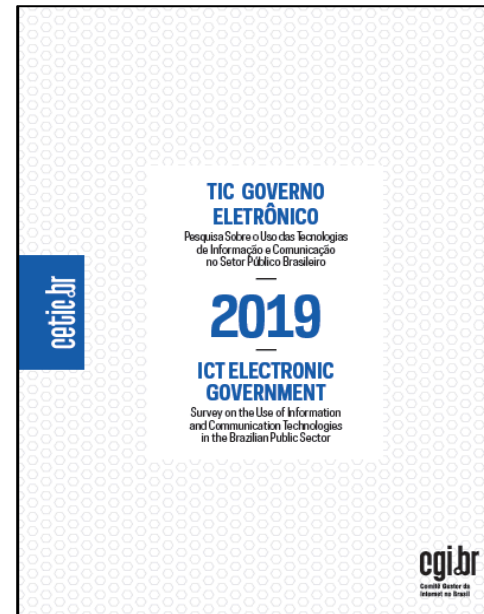 TIC GOVERNO
ELETRÔNICO
Pesquisa Sobre o Uso das Tecnologias
de Informação e Comunicação
no Setor Público Brasileiro
2019
ICT ELECTRONIC
GOVERNMENT
Survey on the Use of Information
and Communication Technologies
in the Brazilian Public Sector
cetic.br
cgi.br
Comitê Gestor da
Internet no Brasil